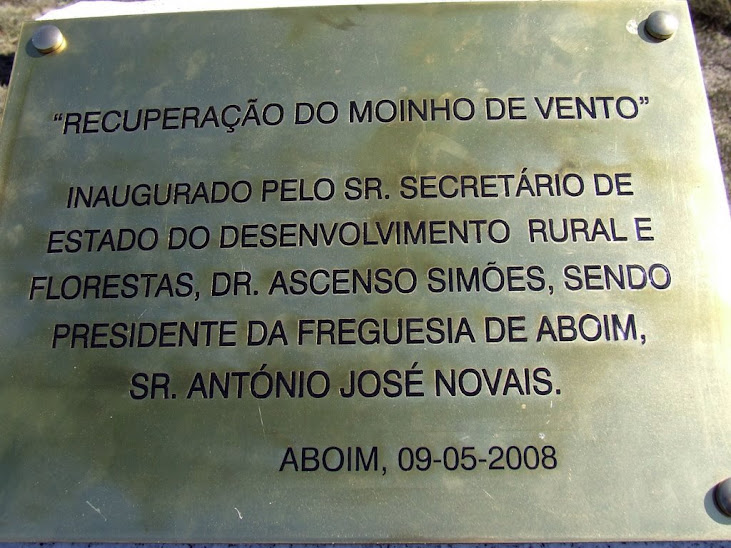 “RECUPERAÇÃO DO MOINHO DE VENTO”
INAUGURADO PELO SR. SECRETÁRIO DE
ESTADO DO DESENVOLVIMENTO RURAL E
FLORESTAS, DR. ASCENSO SIMÕES, SENDO
PRESIDENTE DA FREGUESIA DE ABOIM,
SR. ANTÓNIO JOSÉ NOVAIS.
ABOIM, 09-05-2008